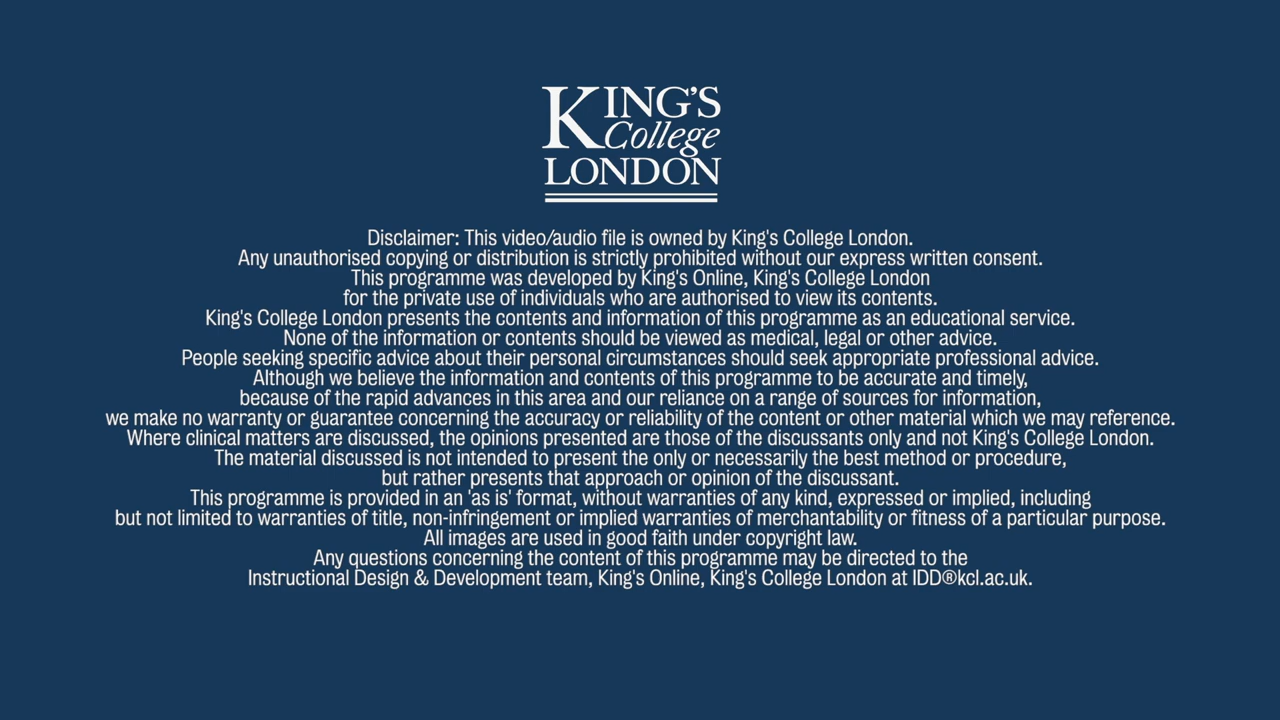 KING'S
College
LONDON
Disclaimer: This video/audio file is owned by King's College London.
Any unauthorised copying or distribution is strictly prohibited without our express written consent.
This programme was developed by King's Online, King's College London
for the private use of individuals who are authorised to view its contents.
King's College London presents the contents and information of this programme as an educational service.
None of the information or contents should be viewed as medical, legal or other advice.
People seeking specific advice about their personal circumstances should seek appropriate professional advice.
Although we believe the information and contents of this programme to be accurate and timely,
because of the rapid advances in this area and our reliance on a range of sources for information,
we make no warranty or guarantee concerning the accuracy or reliability of the content or other material which we may reference.
Where clinical matters are discussed, the opinions presented are those of the discussants only and not King's College London.
The material discussed is not intended to present the only or necessarily the best method or procedure,
but rather presents that approach or opinion of the discussant.
This programme is provided in an 'as is' format, without warranties of any kind, expressed or implied, including
but not limited to warranties of title, non-infringement or implied warranties of merchantability or fitness of a particular purpose.
All images are used in good faith under copyright law.
Any questions concerning the content of this programme may be directed to the
Instructional Design & Development team, King's Online, King's College London at IDD®kcl.ac.uk.